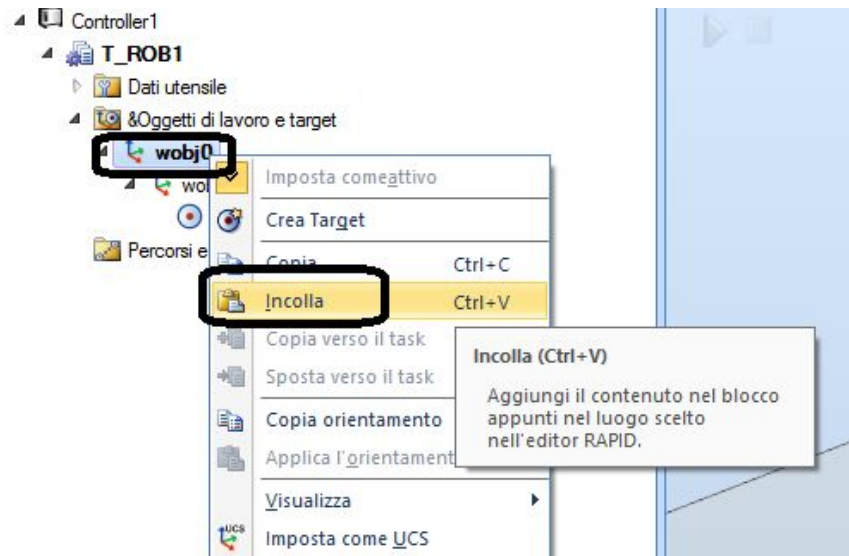 Controller1
T_ROB1
Dati utensile
&Oggetti di lavoro e target
wobj0
Imposta comeattivo
Crea Target
Percorsi e
Copia Ctrl+C
Incolla Ctrl+V
Copia verso il task
Sposta verso il task
Copia orientamento
Applica l'orientament
Visualizza
UCS Imposta come UCS
Incolla (Ctrl+V)
Aggiungi il contenuto nel blocco
appunti nel luogo scelto
nell'editor RAPID.